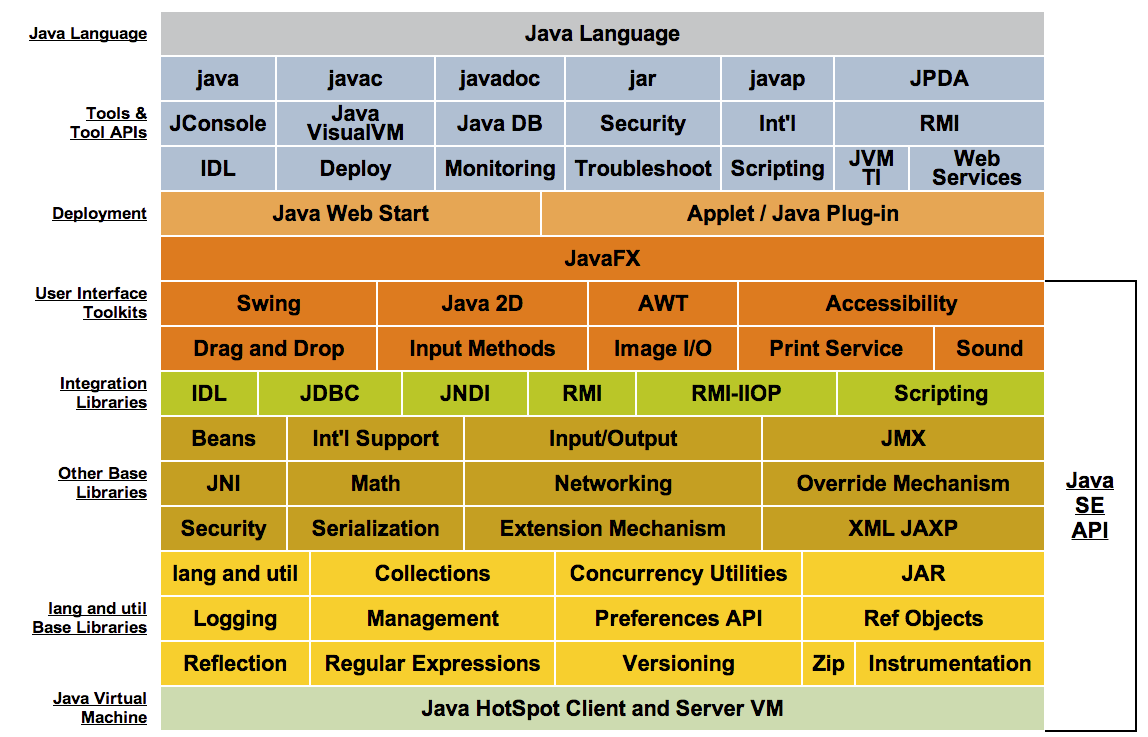 Java Language
Java Language
java javac javadoc jar javap JPDA
Tools &
Tool APIs
JConsole Java
VisualVM Java DB Security Int'l RMI
IDL Deploy Monitoring Troubleshoot Scripting JVM
TI Web
Services
Deployment
Java Web Start Applet / Java Plug-in
JavaFX
User Interface
Toolkits
Swing Java 2D AWT Accessibility
Drag and Drop Input Methods Image I/O Print Service Sound
Integration
Libraries
IDL JDBC JNDI RMI RMI-IIOP Scripting
Beans Int'l Support Input/Output JMX
Other Base
Libraries
JNI Math Networking Override Mechanism
Security Serialization Extension Mechanism XML JAXP
lang and util Collections Concurrency Utilities JAR
lang and util
Base Libraries
Logging Management Preferences API Ref Objects
Reflection Regular Expressions Versioning Zip Instrumentation
Java Virtual
Machine
Java HotSpot Client and Server VM
Java
SE
API